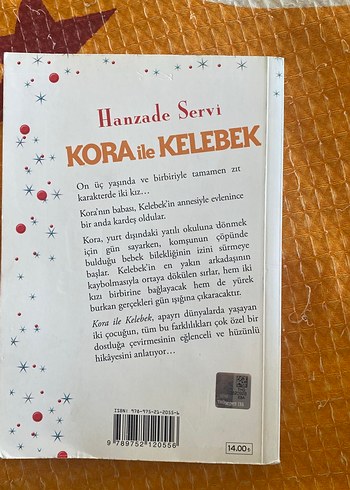 Hanzade Servi
KORA ile KELEBEK
On üç yaşında ve birbiriyle tamamen zıt
karakterde iki kız...
Kora'nın babası, Kelebek'in annesiyle evlenince
bir anda kardeş oldular.
Kora, yurt dışındaki yatılı okuluna dönmek
için gün sayarken, komşunun çöpünde
bulduğu bebek bilekliğinin izini sürmeye
başlar. Kelebek'in en yakın arkadaşının
kaybolmasıyla ortaya dökülen sırlar, hem iki
kızı birbirine bağlayacak hem de yürek
burkan gerçekleri gün ışığına çıkaracaktır.
Kora ile Kelebek, apayrı dünyalarda yaşayan
iki çocuğun, tüm bu farklılıkları çok özel bir
dostluğa çevirmesinin eğlenceli ve hüzünlü
hikâyesini anlatıyor...
ISBN: 978-975-21-2055-6
9 789752 120556
14.00₺